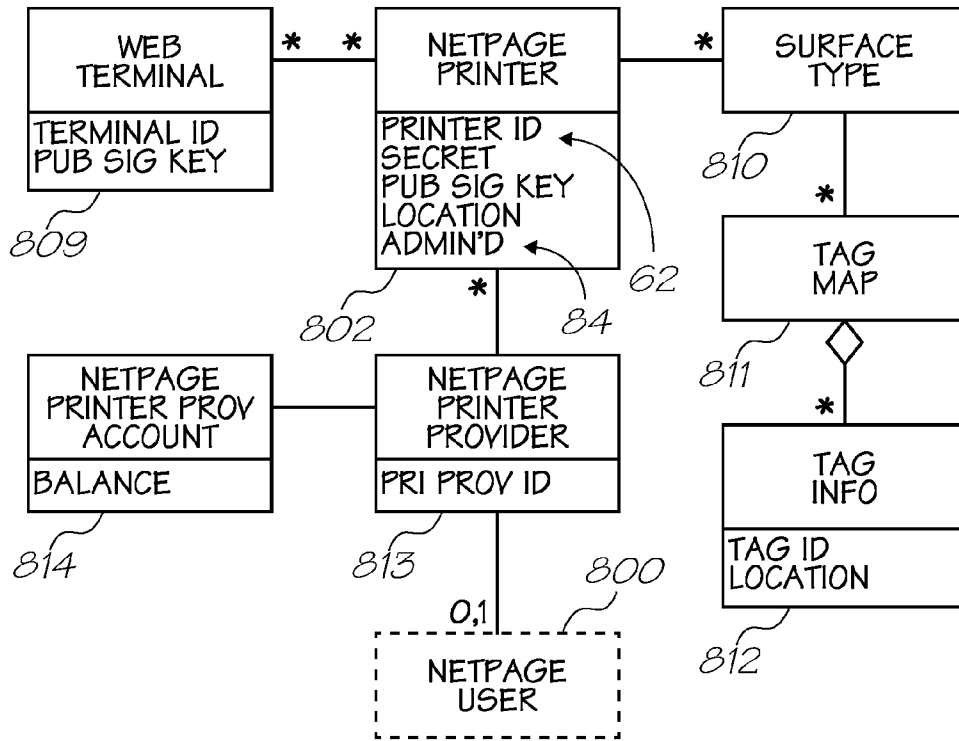 WEB
TERMINAL
TERMINAL ID
PUB SIG KEY
809
* *
NETPAGE
PRINTER
PRINTER ID
SECRET
PUB SIG KEY
LOCATION
ADMIN'D
802
62
84
*
SURFACE
TYPE
810
*
TAG
MAP
811
*
TAG
INFO
TAG ID
LOCATION
812
*
NETPAGE
PRINTER PROV
ACCOUNT
BALANCE
814
NETPAGE
PRINTER
PROVIDER
PRI PROV ID
813
0,1
800
NETPAGE
USER